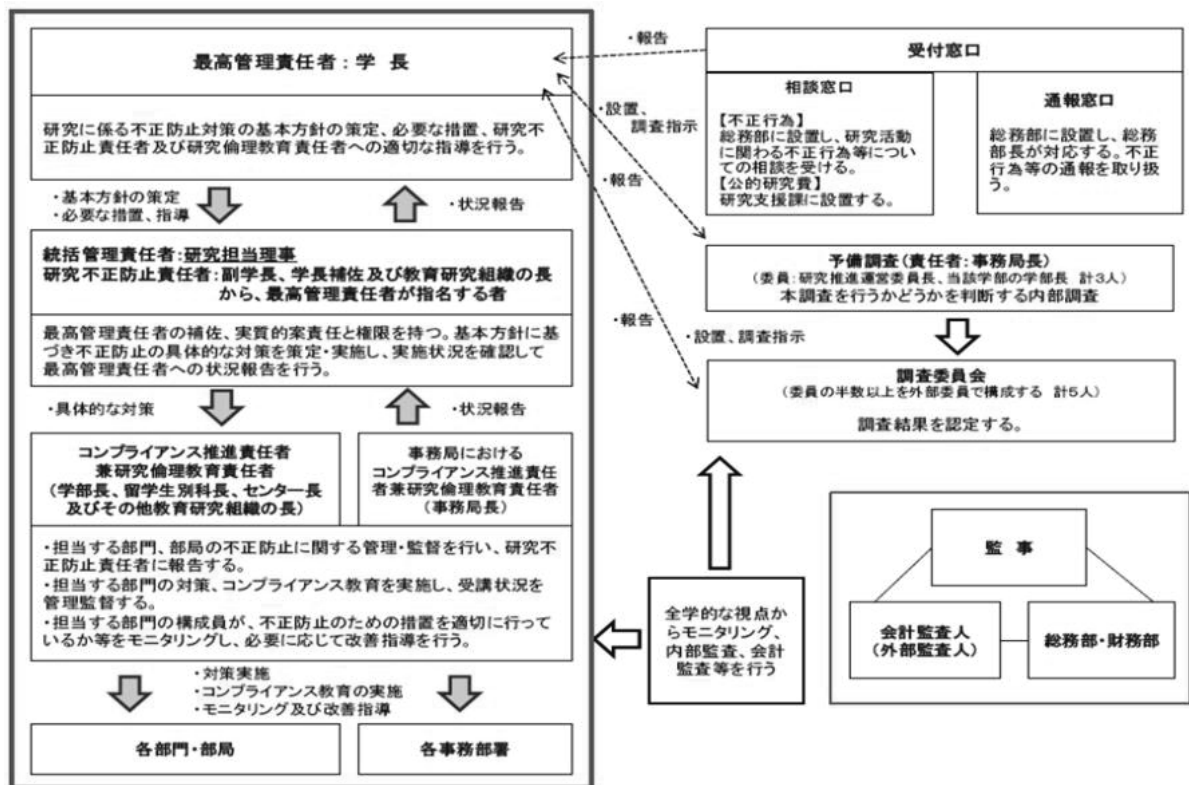 最高管理責任者：学　長
研究に係る不正防止対策の基本方針の策定、必要な措置、研究不
正防止責任者及び研究倫理教育責任者への適切な指導を行う。
・基本方針の策定
・必要な措置、指導
・状況報告
統括管理責任者：研究担当理事
研究不正防止責任者：副学長、学長補佐及び教育研究組織の長
から、最高管理責任者が指名する者
最高管理責任者の補佐、実質的案責任と権限を持つ。基本方針に基
づき不正防止の具体的な対策を策定・実施し、実施状況を確認して
最高管理責任者への状況報告を行う。
・具体的な対策
・状況報告
コンプライアンス推進責任者
兼研究倫理教育責任者
（学部長、留学生別科長、センター長
及びその他教育研究組織の長）
事務局における
コンプライアンス推進責任
者兼研究倫理教育責任者
（事務局長）
・担当する部門、部局の不正防止に関する管理・監督を行い、研究不
正防止責任者に報告する。
・担当する部門の対策、コンプライアンス教育を実施し、受講状況を
管理監督する。
・担当する部門の構成員が、不正防止のための措置を適切に行って
いるか等をモニタリングし、必要に応じて改善指導を行う。
・対策実施
・コンプライアンス教育の実施
・モニタリング及び改善指導
各部門・部局
各事務部署
・報告
・設置、
調査指示
・報告
・報告
・設置、調査指示
受付窓口
相談窓口
【不正行為】
総務部に設置し、研究活動
に関わる不正行為等につい
ての相談を受ける。
【公的研究費】
研究支援課に設置する。
通報窓口
総務部に設置し、総務
部長が対応する。不正
行為等の通報を取り扱
う。
予備調査（責任者：事務局長）
（委員：研究推進運営委員長、当該学部の学部長　計3人）
本調査を行うかどうかを判断する内部調査
調査委員会
（委員の半数以上を外部委員で構成する　計5人）
調査結果を認定する。
全学的な視点か
らモニタリング、
内部監査、会計
監査等を行う
監　事
会計監査人
（外部監査人）
総務部・財務部